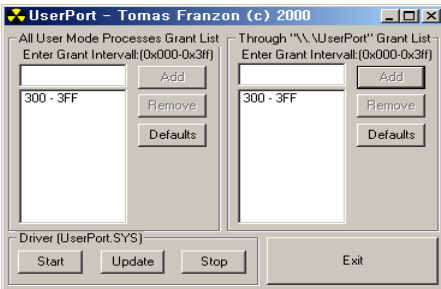 UserPort - Tomas Franzon (c) 2000
All User Mode Processes Grant List
Enter Grant Intervall:(0x000-0x3ff)
Add
300 - 3FF
Remove
Defaults
Through "\\.\UserPort" Grant List
Enter Grant Intervall:(0x000-0x3ff)
Add
300 - 3FF
Remove
Defaults
Driver (UserPort.SYS)
Start
Update
Stop
Exit